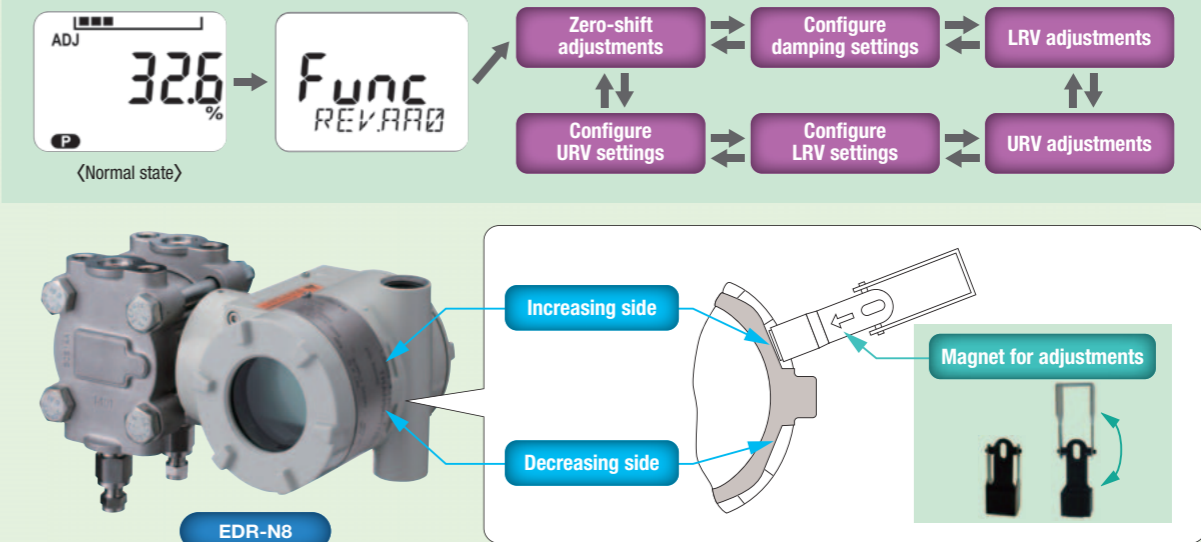 ADJ
32.6
%
P
〈Normal state〉
Func
REV.AA0
Zero-shift
adjustments
Configure
damping settings
LRV adjustments
Configure
URV settings
Configure
LRV settings
URV adjustments
Increasing side
Magnet for adjustments
Decreasing side
EDR-N8